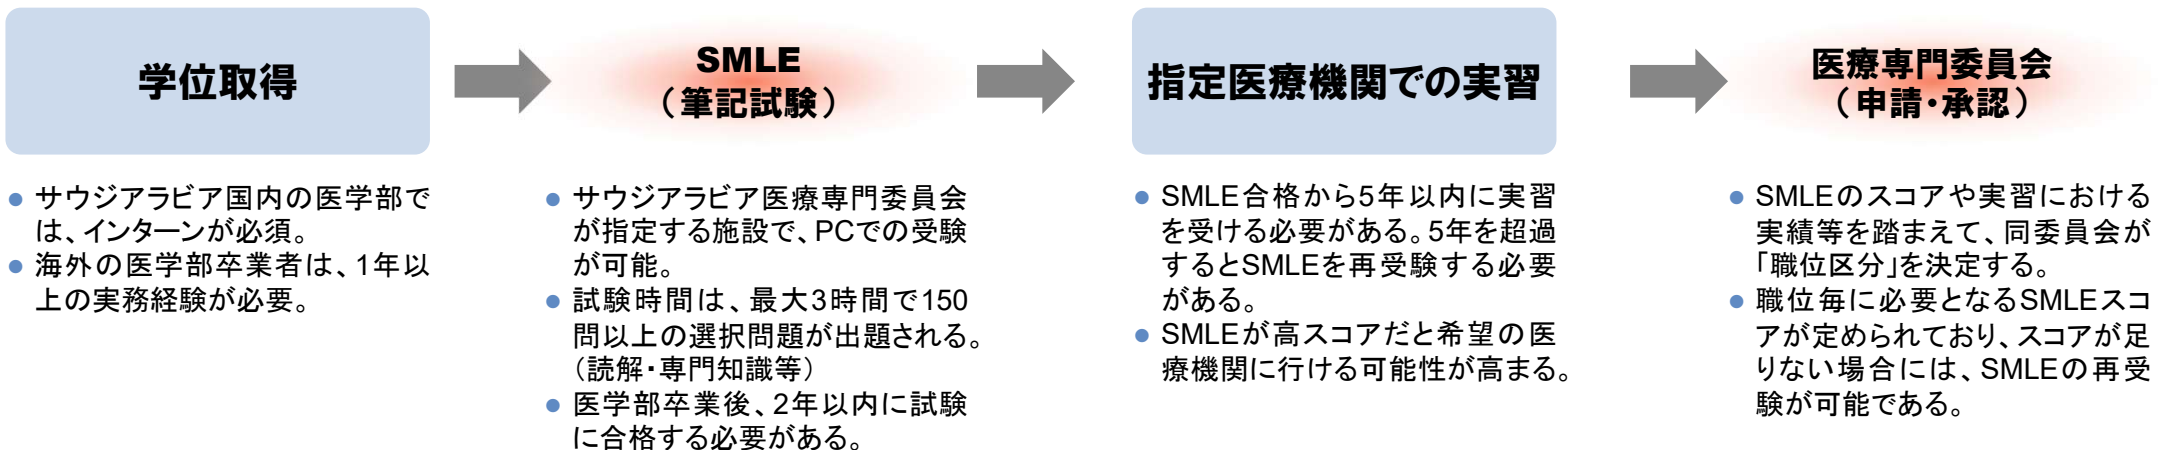 学位取得
SMLE
（筆記試験）
指定医療機関での実習
医療専門委員会
（申請・承認）
● サウジアラビア国内の医学部で
は、インターンが必須。
● 海外の医学部卒業者は、1年以
上の実務経験が必要。
● サウジアラビア医療専門委員会
が指定する施設で、PCでの受験
が可能。
● 試験時間は、最大3時間で150
問以上の選択問題が出題される。
（読解・専門知識等）
● 医学部卒業後、2年以内に試験
に合格する必要がある。
● SMLE合格から5年以内に実習
を受ける必要がある。5年を超過
するとSMLEを再受験する必要
がある。
● SMLEが高スコアだと希望の医
療機関に行ける可能性が高まる。
● SMLEのスコアや実習における
実績等を踏まえて、同委員会が
「職位区分」を決定する。
● 職位毎に必要となるSMLEスコ
アが定められており、スコアが足
りない場合には、SMLEの再受
験が可能である。